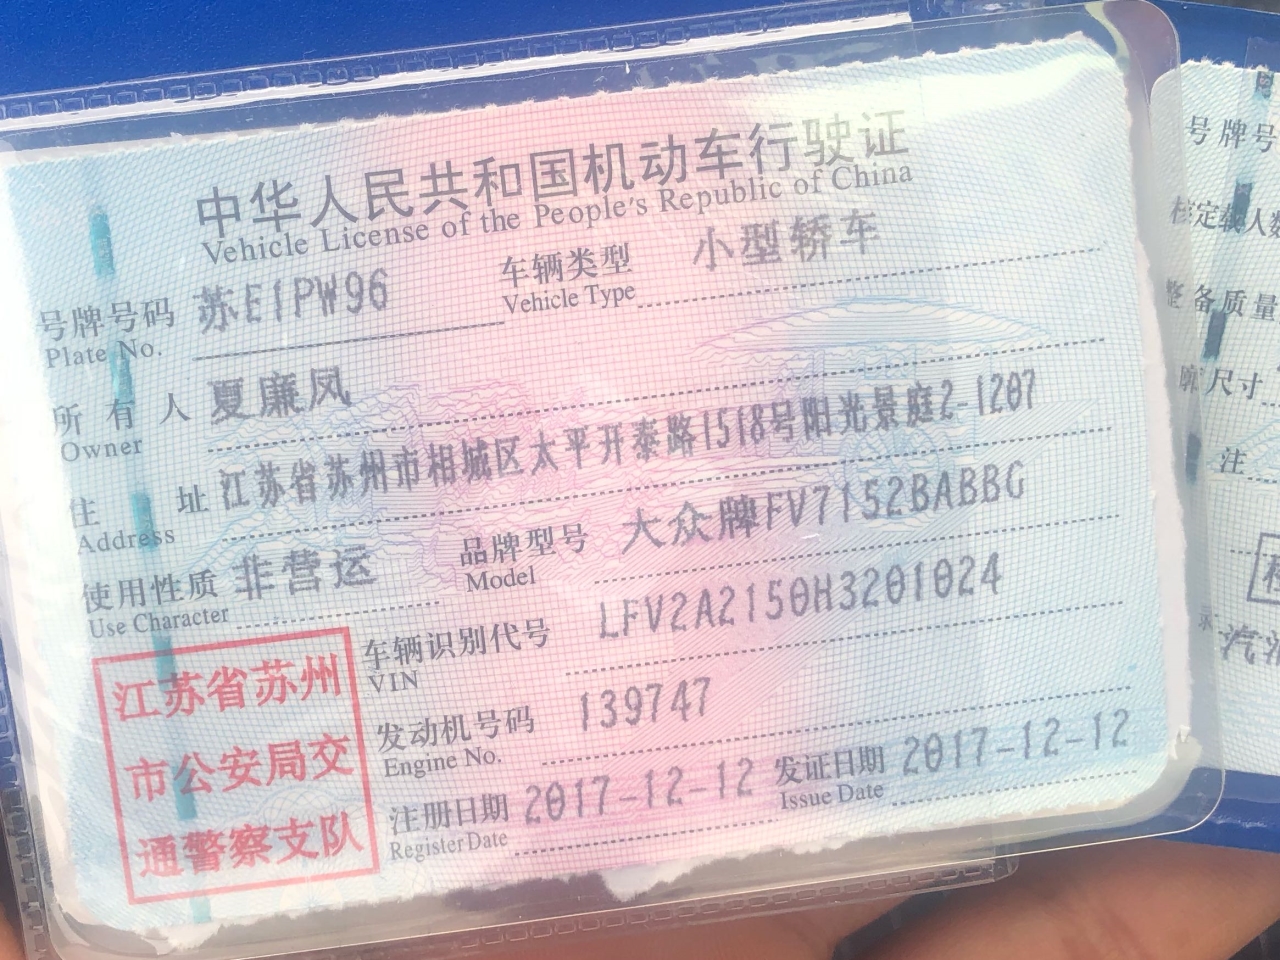 中华人民共和国机动车行驶证
Vehicle License of the People's Republic of China
号牌号码 苏E1PW96 车辆类型 小型轿车
Plate No. Vehicle Type
所有人 夏廉凤
Owner
住址 江苏省苏州市相城区太平开泰路1518号阳光景庭2-1207
Address
使用性质 非营运 品牌型号 大众牌FV7152BABBG
Use Character Model
车辆识别代号 LFV2A2150H3201024
VIN
发动机号码 139747
Engine No.
注册日期 2017-12-12 发证日期 2017-12-12
Register Date Issue Date
江苏省苏州
市公安局交
通警察支队
号牌号
核定载人数
整备质量
廓尺寸
注
汽油